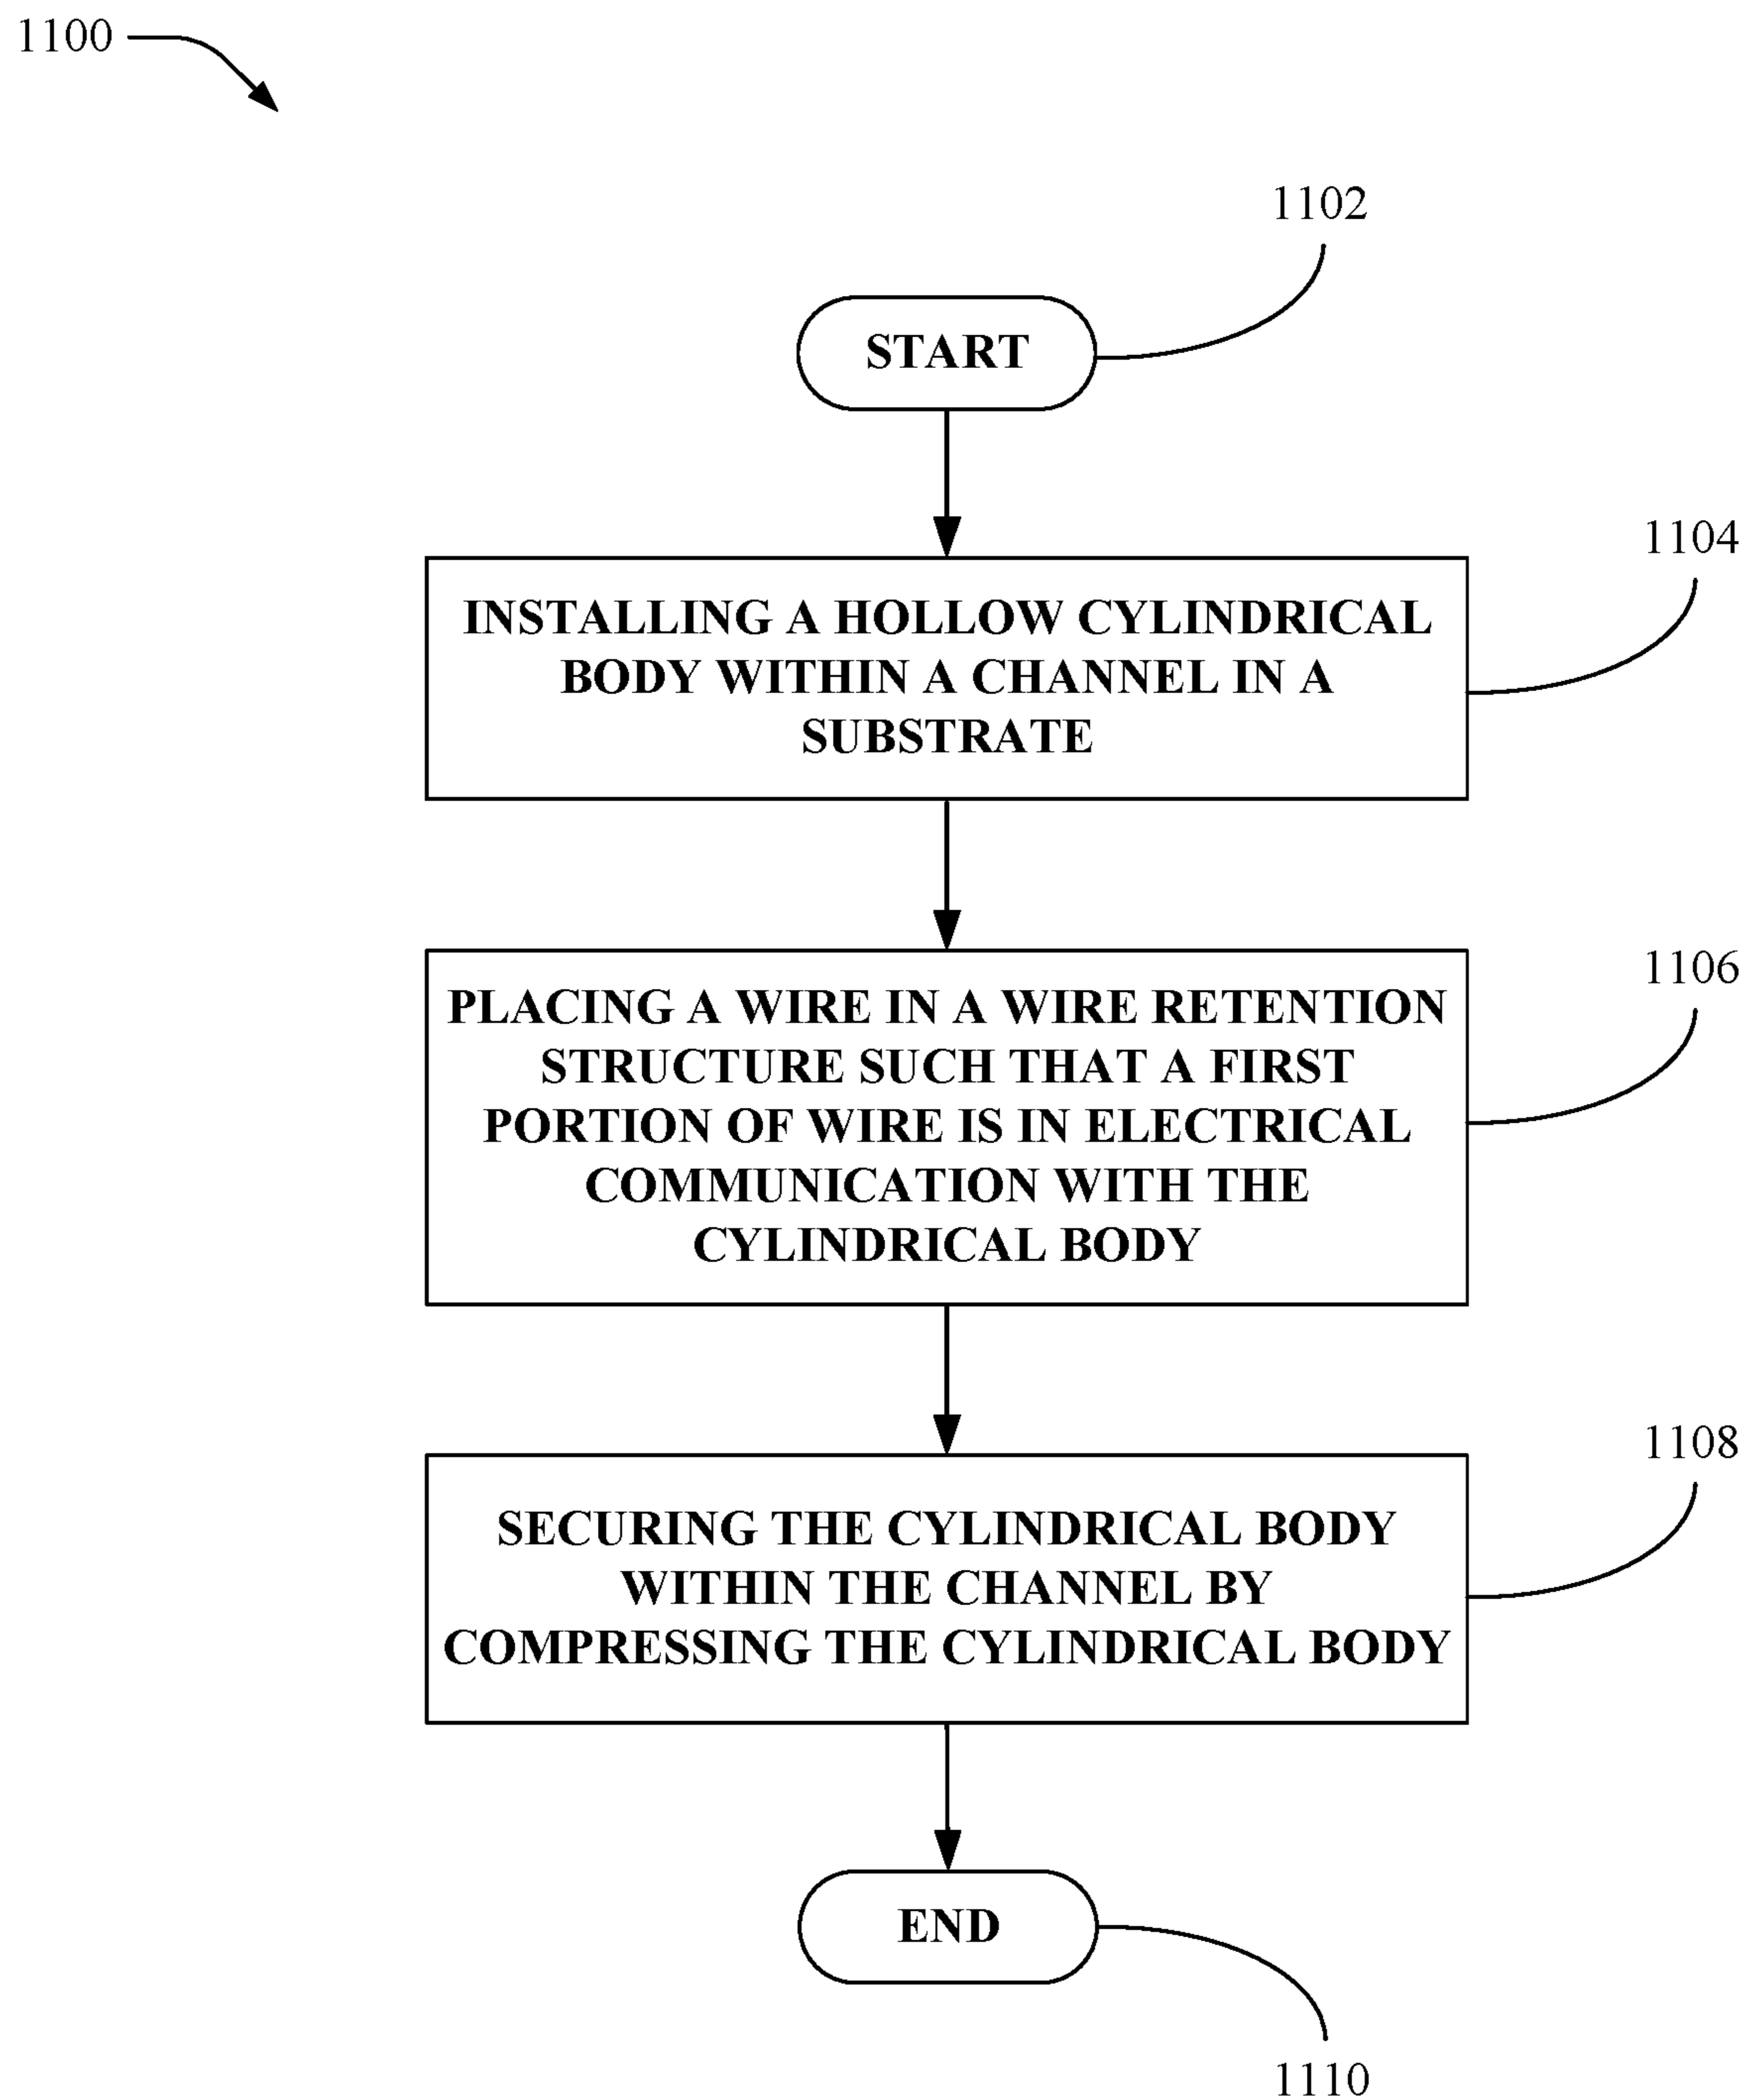 1100
1102
START
1104
INSTALLING A HOLLOW CYLINDRICAL
BODY WITHIN A CHANNEL IN A
SUBSTRATE
1106
PLACING A WIRE IN A WIRE RETENTION
STRUCTURE SUCH THAT A FIRST
PORTION OF WIRE IS IN ELECTRICAL
COMMUNICATION WITH THE
CYLINDRICAL BODY
1108
SECURING THE CYLINDRICAL BODY
WITHIN THE CHANNEL BY
COMPRESSING THE CYLINDRICAL BODY
END
1110